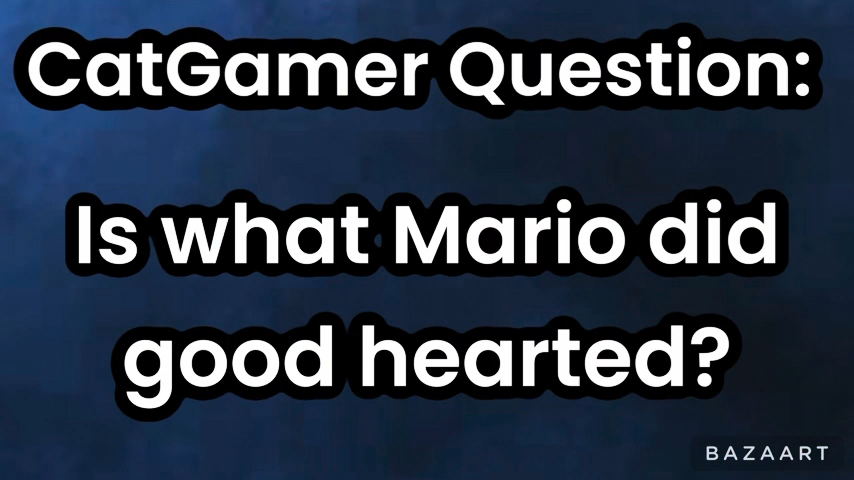 CatGamer Question:
Is what Mario did
good hearted?
BAZAART